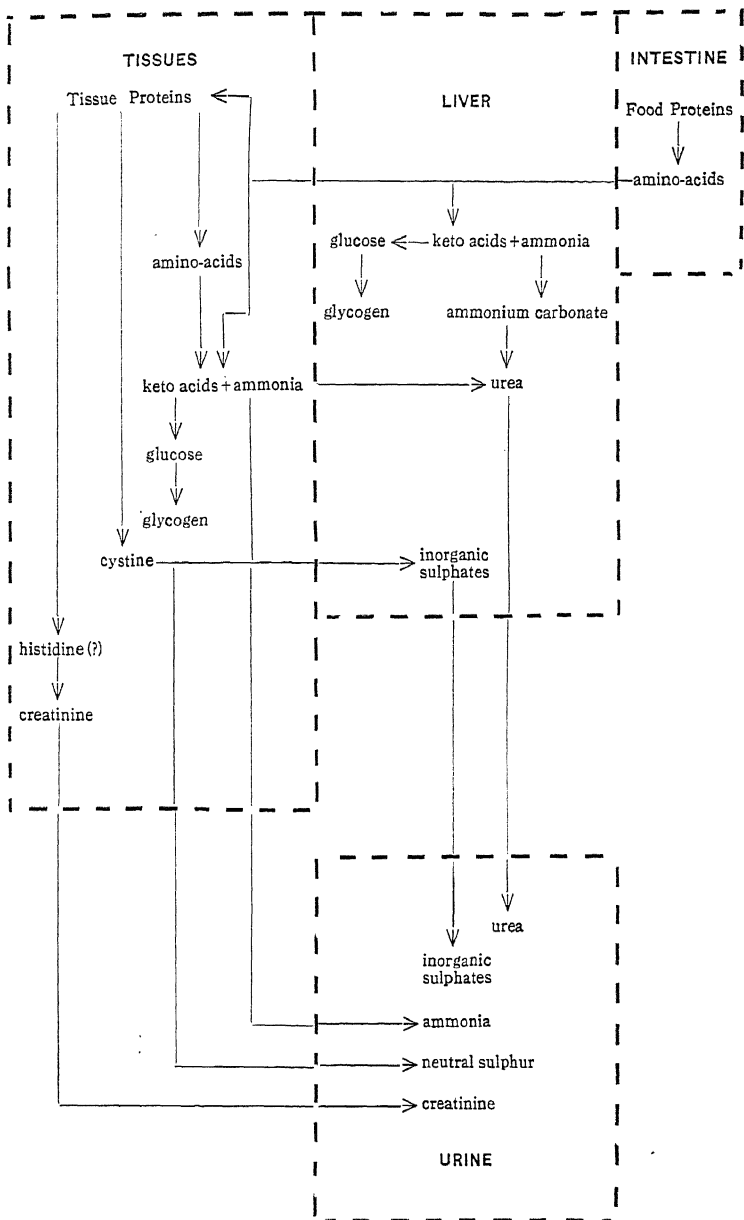 TISSUES
Tissue Proteins
amino-acids
keto acids + ammonia
glucose
glycogen
cystine
histidine (?)
creatinine
LIVER
glucose
keto acids + ammonia
glycogen
ammonium carbonate
urea
inorganic
sulphates
INTESTINE
Food Proteins
amino-acids
urea
inorganic
sulphates
ammonia
neutral sulphur
creatinine
URINE